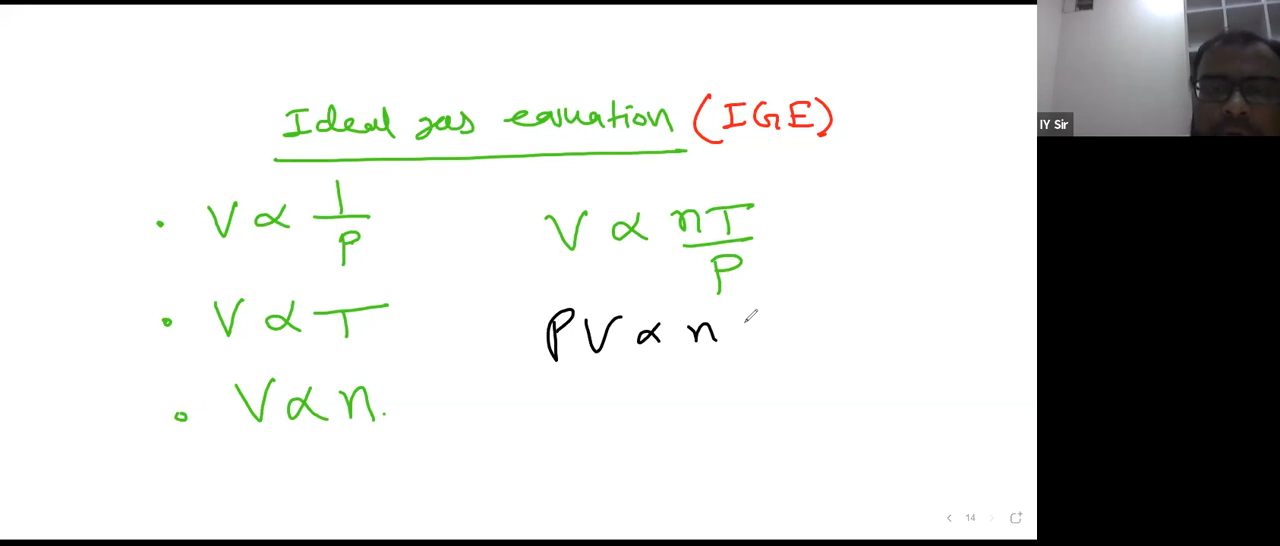 Ideal gas equation (IGE)
• V ∝ 1/P
• V ∝ T
• V ∝ n.
V ∝ nT/P
PV ∝ n
IY Sir
14